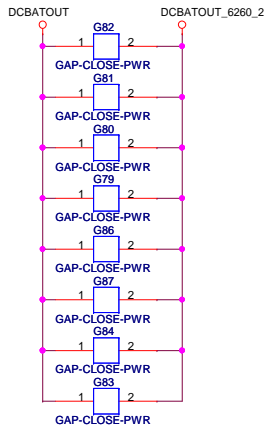 DCBATOUT DCBATOUT_6260_2
G82
1 2
GAP-CLOSE-PWR
G81
1 2
GAP-CLOSE-PWR
G80
1 2
GAP-CLOSE-PWR
G79
1 2
GAP-CLOSE-PWR
G86
1 2
GAP-CLOSE-PWR
G87
1 2
GAP-CLOSE-PWR
G84
1 2
GAP-CLOSE-PWR
G83
1 2
GAP-CLOSE-PWR